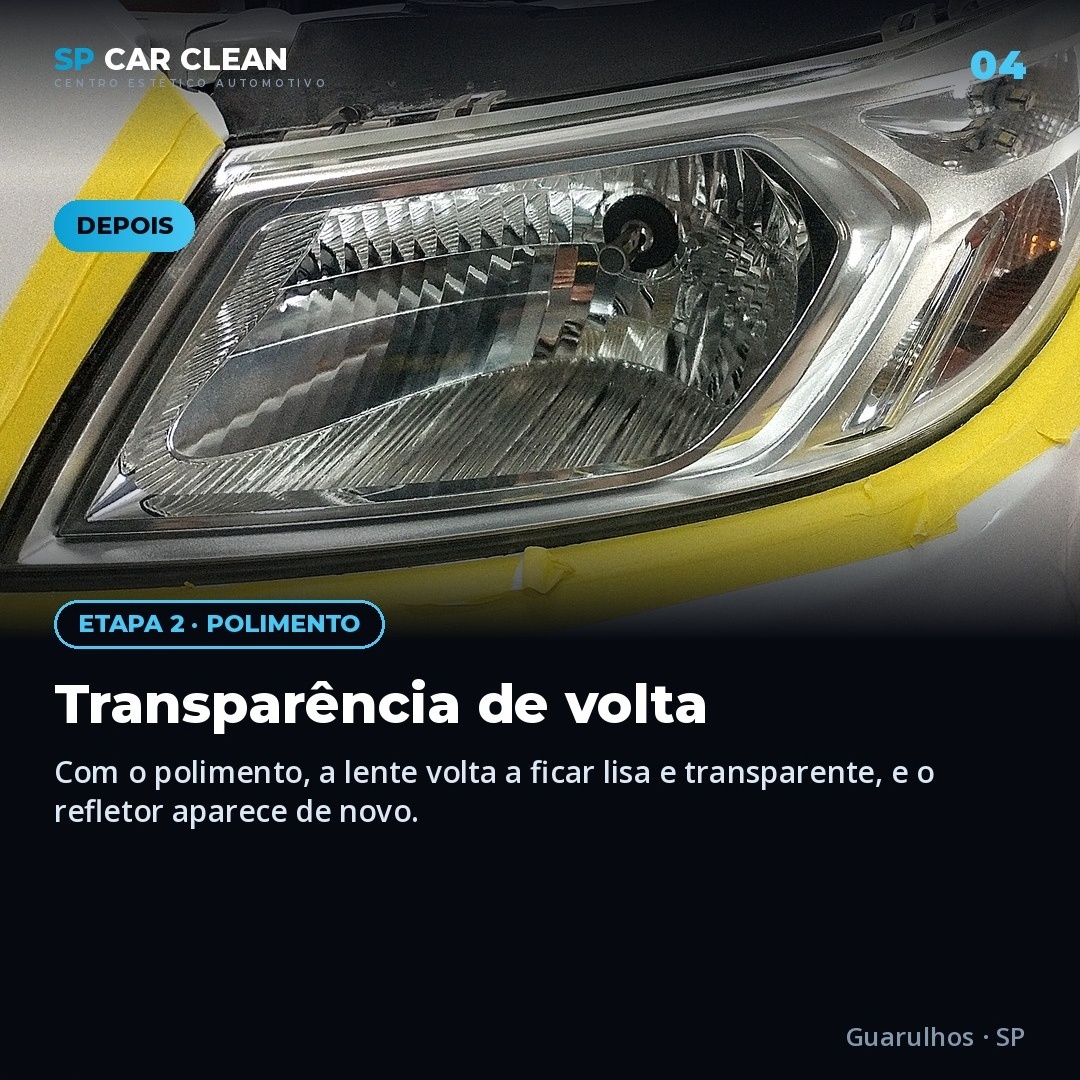 SP CAR CLEAN
CENTRO ESTÉTICO AUTOMOTIVO
04
DEPOIS
ETAPA 2 · POLIMENTO
Transparência de volta
Com o polimento, a lente volta a ficar lisa e transparente, e o
refletor aparece de novo.
Guarulhos · SP